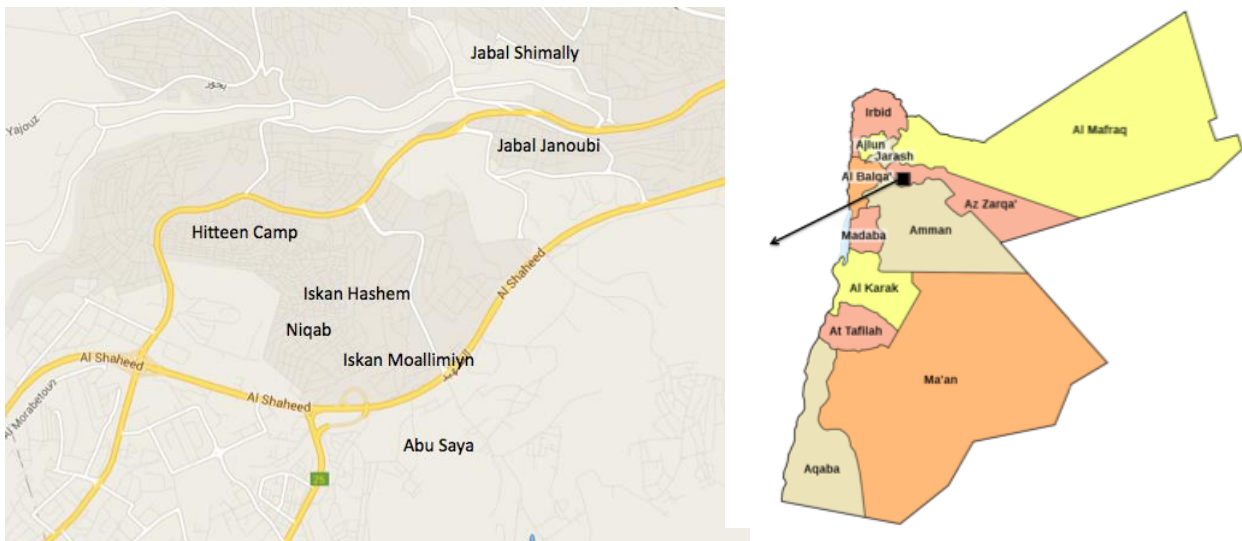 Jabal Shimally
يجوز
Yajouz
Jabal Janoubi
Hitteen Camp
Al Shaheed
Iskan Hashem
Niqab
Iskan Moallimiyn
Al Shaheed
Al Shaheed
Al Morabetoun
Abu Saya
25
Irbid
Ajlun
Jarash
Al Mafraq
Al Balqa'
Az Zarqa'
Madaba
Amman
Al Karak
At Tafilah
Ma'an
Aqaba